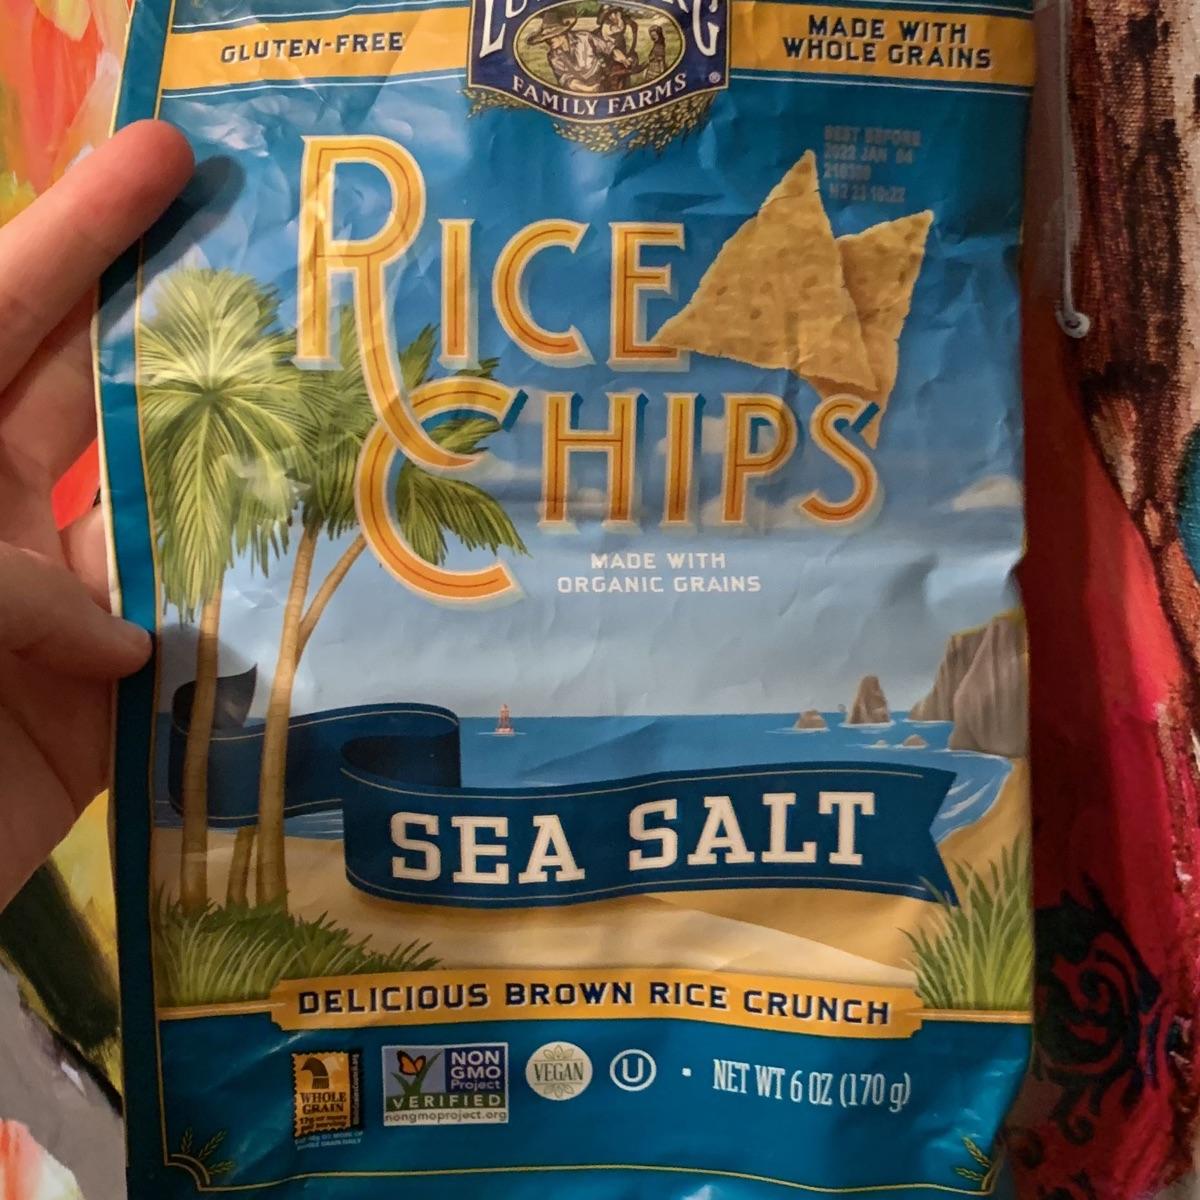 GLUTEN-FREE
FAMILY FARMS ®
MADE WITH
WHOLE GRAINS
BEST BEFORE
2022 JAN 04
RICE
CHIPS
MADE WITH
ORGANIC GRAINS
SEA SALT
DELICIOUS BROWN RICE CRUNCH
WHOLE
GRAIN
NON
GMO
Project
VERIFIED
nongmoproject.org
VEGAN
U
· NET WT 6 OZ (170 g)